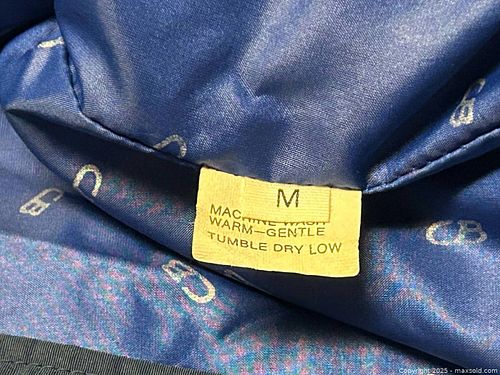 CB
M
MACHINE WASH
WARM-GENTLE
TUMBLE DRY LOW
CB
CB
CB
Copyright © 2025 - maxsold.com